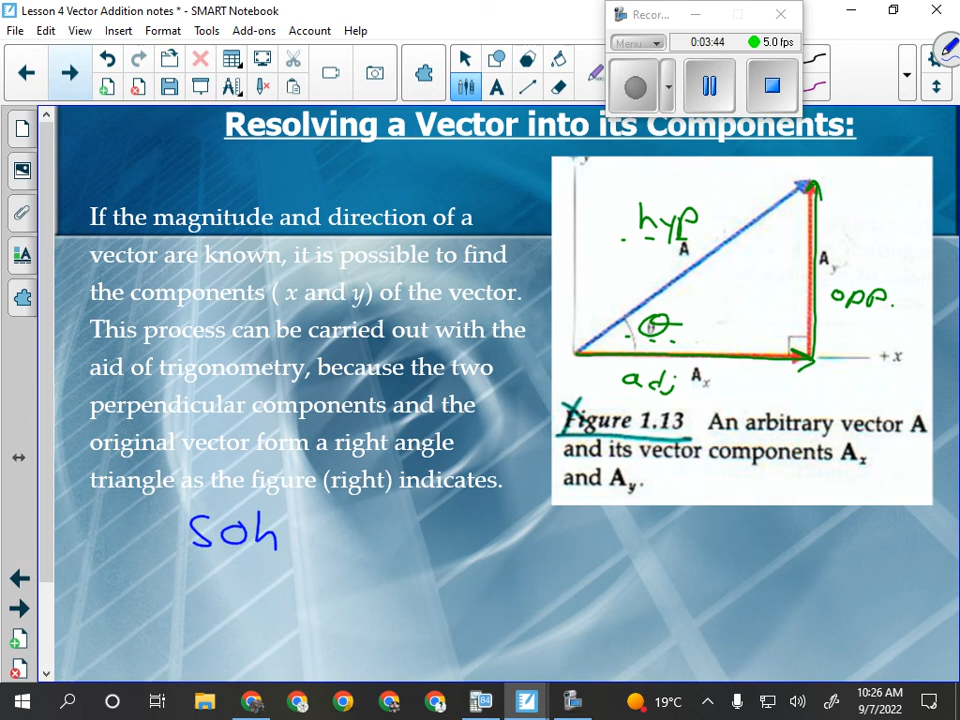 Lesson 4 Vector Addition notes * - SMART Notebook
Recor...
File Edit View Insert Format Tools Add-ons Account Help
Menu 0:03:44 5.0 fps
Resolving a Vector into its Components:
If the magnitude and direction of a
vector are known, it is possible to find
the components ( x and y) of the vector.
This process can be carried out with the
aid of trigonometry, because the two
perpendicular components and the
original vector form a right angle
triangle as the figure (right) indicates.
soh
y
hyp
A
Ay
opp.
θ
+x
adj Ax
Figure 1.13 An arbitrary vector A
and its vector components Ax
and Ay.
19°C
10:26 AM
9/7/2022